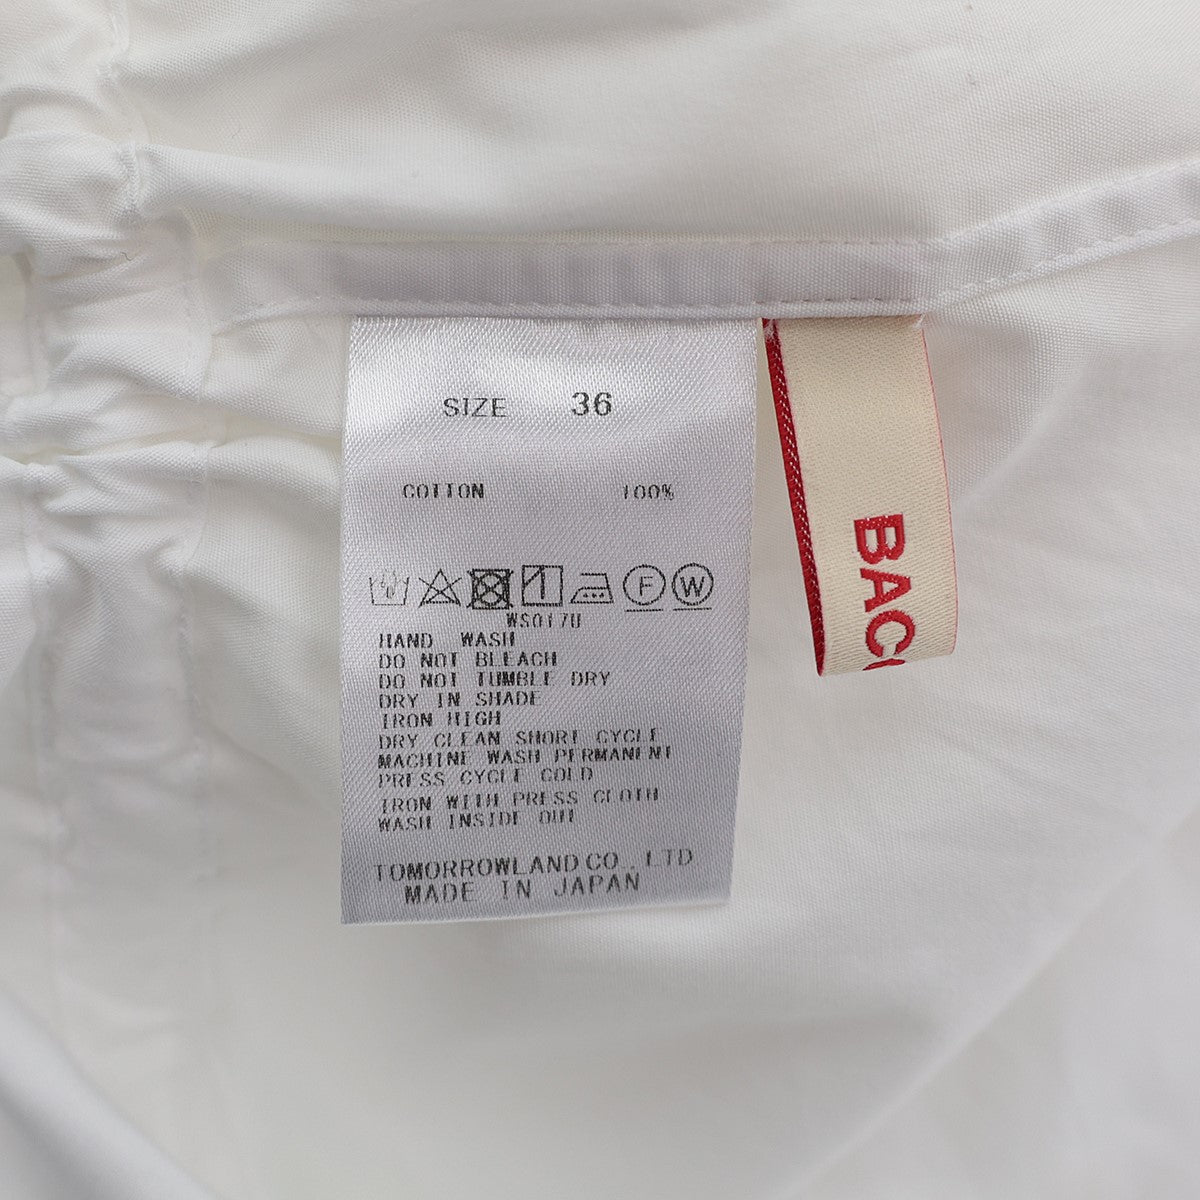 SIZE 36
COTTON 100%
F W
WS017U
HAND WASH
DO NOT BLEACH
DO NOT TUMBLE DRY
DRY IN SHADE
IRON HIGH
DRY CLEAN SHORT CYCLE
MACHINE WASH PERMANENT
PRESS CYCLE COLD
IRON WITH PRESS CLOTH
WASH INSIDE OUT
TOMORROWLAND CO., LTD
MADE IN JAPAN
BAC